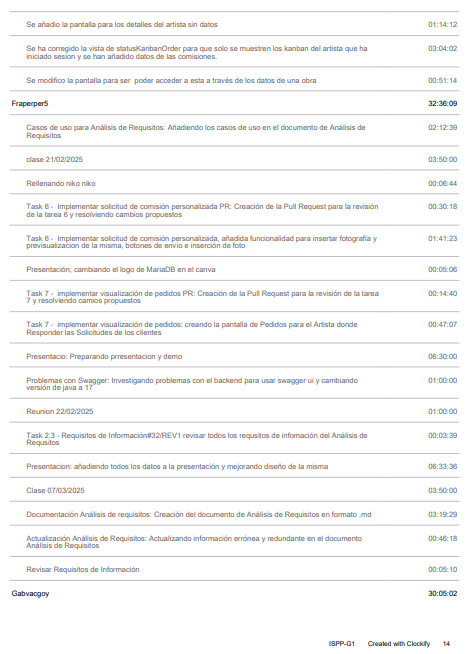 Se añadio la pantalla para los detalles del artista sin datos 01:14:12
Se ha corregido la vista de statusKanbanOrder para que solo se muestren los kanban del artista que ha 03:04:02
iniciado sesion y se han añadido datos de las comisiones.
Se modifico la pantalla para ser poder acceder a esta a través de los datos de una obra 00:51:14
Fraperper5 32:36:09
Casos de uso para Análisis de Requisitos: Añadiendo los casos de uso en el documento de Análisis de 02:12:39
Requisitos
clase 21/02/2025 03:50:00
Rellenando niko niko 00:06:44
Task 6 - Implementar solicitud de comisión personalizada PR: Creación de la Pull Request para la revisión 00:30:18
de la tarea 6 y resolviendo cambios propuestos
Task 6 - Implementar solicitud de comisión personalizada, añadida funcionalidad para insertar fotografía y 01:41:23
previsualizacion de la misma, botones de envío e inserción de foto
Presentación; cambiando el logo de MariaDB en el canva 00:05:06
Task 7 - implementar visualización de pedidos PR: Creación de la Pull Request para la revisión de la tarea 00:14:40
7 y resolviendo camios propuestos
Task 7 - implementar visualización de pedidos: creando la pantalla de Pedidos para el Artista donde 00:47:07
Responder las Solicitudes de los clientes
Presentacio: Preparando prresentacion y demo 06:30:00
Problemas con Swagger: Investigando problemas con el backend para usar swagger ui y cambiando 01:00:00
versión de java a 17
Reunion 22/02/2025 01:00:00
Task 2.3 - Requisitos de Información#32/REV1 revisar todos los requsitos de infomación del Análisis de 00:03:39
Requsitos
Presentacion: añadiendo todos los datos a la presentación y mejorando diseño de la misma 06:33:36
Clase 07/03/2025 03:50:00
Documentación Análisis de requisitos: Creación del documento de Análisis de Requisitos en formato .md 03:19:29
Actualización Análisis de Requisitos: Actualizando información errónea y redundante en el documento 00:46:18
Análisis de Requisitos
Revisar Requisitos de Información 00:05:10
Gabvacgoy 30:05:02
ISPP-G1 Created with Clockify 14